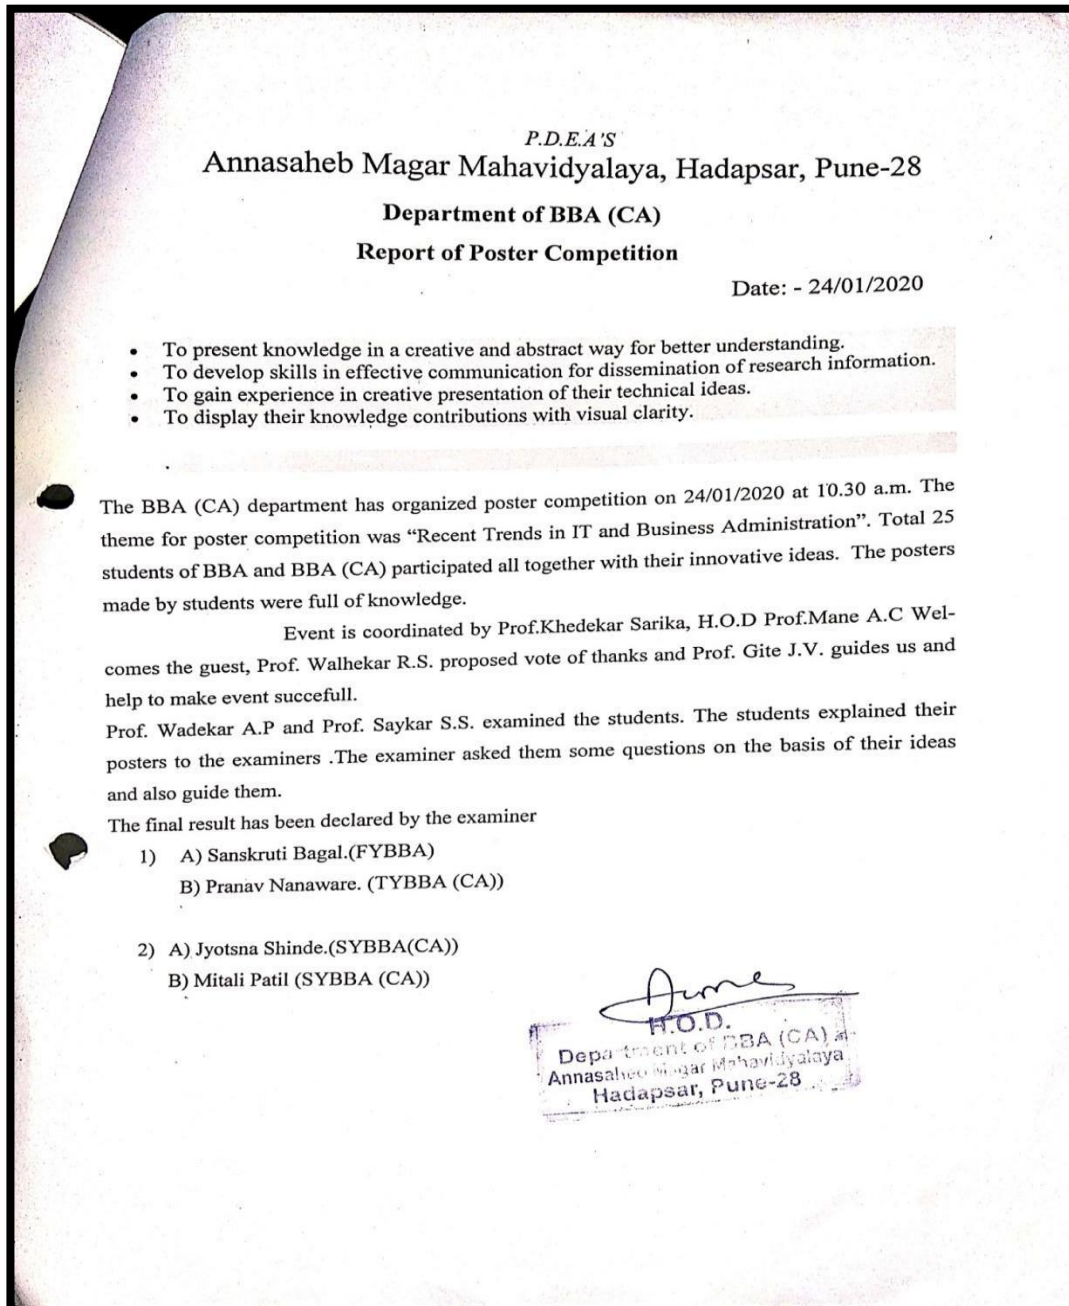 P.D.E.A'S
Annasaheb Magar Mahavidyalaya, Hadapsar, Pune-28
Department of BBA (CA)
Report of Poster Competition
Date: - 24/01/2020
• To present knowledge in a creative and abstract way for better understanding.
• To develop skills in effective communication for dissemination of research information.
• To gain experience in creative presentation of their technical ideas.
• To display their knowledge contributions with visual clarity.
The BBA (CA) department has organized poster competition on 24/01/2020 at 10.30 a.m. The
theme for poster competition was “Recent Trends in IT and Business Administration”. Total 25
students of BBA and BBA (CA) participated all together with their innovative ideas. The posters
made by students were full of knowledge.
Event is coordinated by Prof.Khedekar Sarika, H.O.D Prof.Mane A.C Wel-
comes the guest, Prof. Walhekar R.S. proposed vote of thanks and Prof. Gite J.V. guides us and
help to make event succefull.
Prof. Wadekar A.P and Prof. Saykar S.S. examined the students. The students explained their
posters to the examiners .The examiner asked them some questions on the basis of their ideas
and also guide them.
The final result has been declared by the examiner
1) A) Sanskruti Bagal.(FYBBA)
B) Pranav Nanaware. (TYBBA (CA))
2) A) Jyotsna Shinde.(SYBBA(CA))
B) Mitali Patil (SYBBA (CA))
H.O.D.
Department of BBA (CA)
Annasaheb Magar Mahavidyalaya
Hadapsar, Pune-28